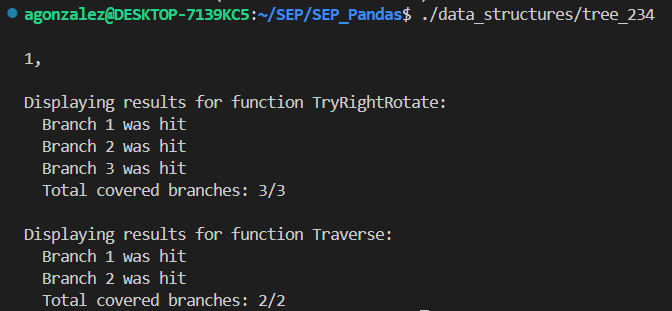 agonzalez@DESKTOP-7139KC5:~/SEP/SEP_Pandas$ ./data_structures/tree_234
1,
Displaying results for function TryRightRotate:
Branch 1 was hit
Branch 2 was hit
Branch 3 was hit
Total covered branches: 3/3
Displaying results for function Traverse:
Branch 1 was hit
Branch 2 was hit
Total covered branches: 2/2